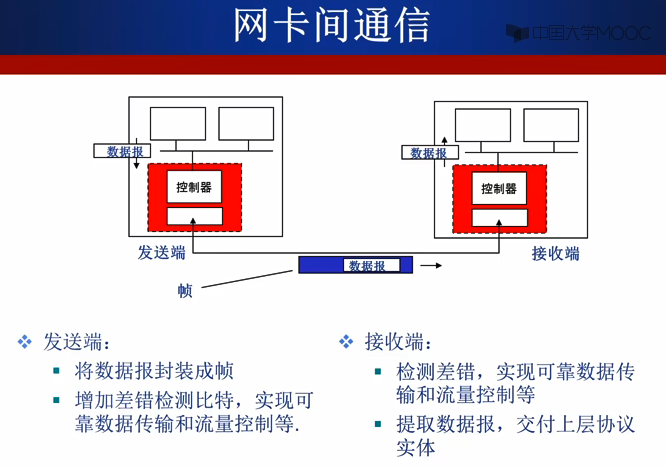 网卡间通信
中国大学MOOC
数据报
数据报
控制器
控制器
发送端
接收端
数据报
帧
发送端：
将数据报封装成帧
增加差错检测比特，实现可
靠数据传输和流量控制等.
接收端：
检测差错，实现可靠数据传
输和流量控制等
提取数据报，交付上层协议
实体